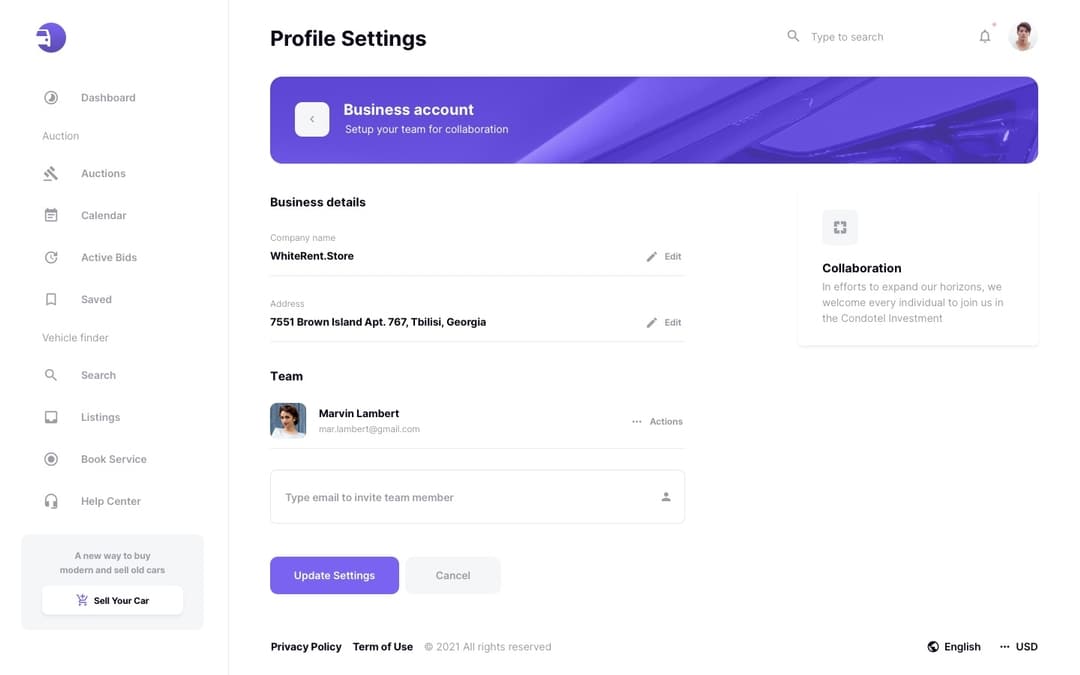 Profile Settings
Type to search
Dashboard
Auction
Auctions
Calendar
Active Bids
Saved
Vehicle finder
Search
Listings
Book Service
Help Center
A new way to buy
modern and sell old cars
Sell Your Car
Business account
Setup your team for collaboration
Business details
Company name
WhiteRent.Store
Edit
Address
7551 Brown Island Apt. 767, Tbilisi, Georgia
Edit
Team
Marvin Lambert
mar.lambert@gmail.com
Actions
Type email to invite team member
Update Settings
Cancel
Collaboration
In efforts to expand our horizons, we
welcome every individual to join us in
the Condotel Investment
Privacy Policy
Term of Use
© 2021 All rights reserved
English
USD